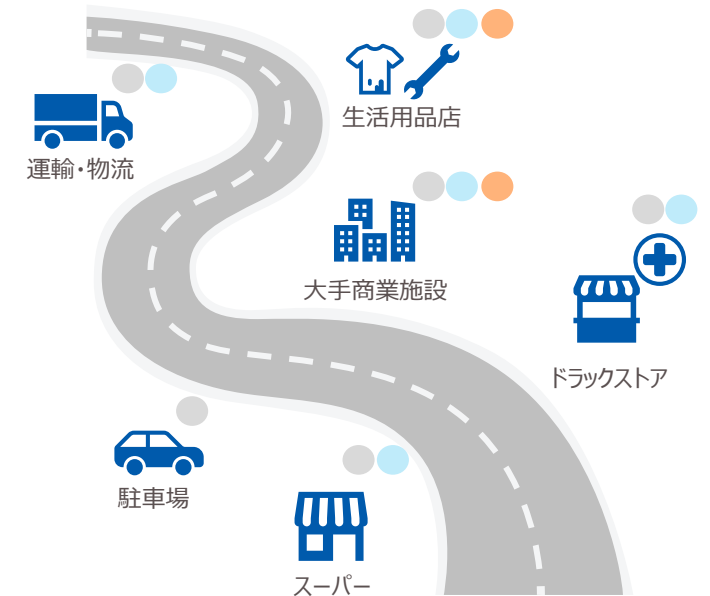 生活用品店
運輸・物流
大手商業施設
ドラックストア
駐車場
スーパー